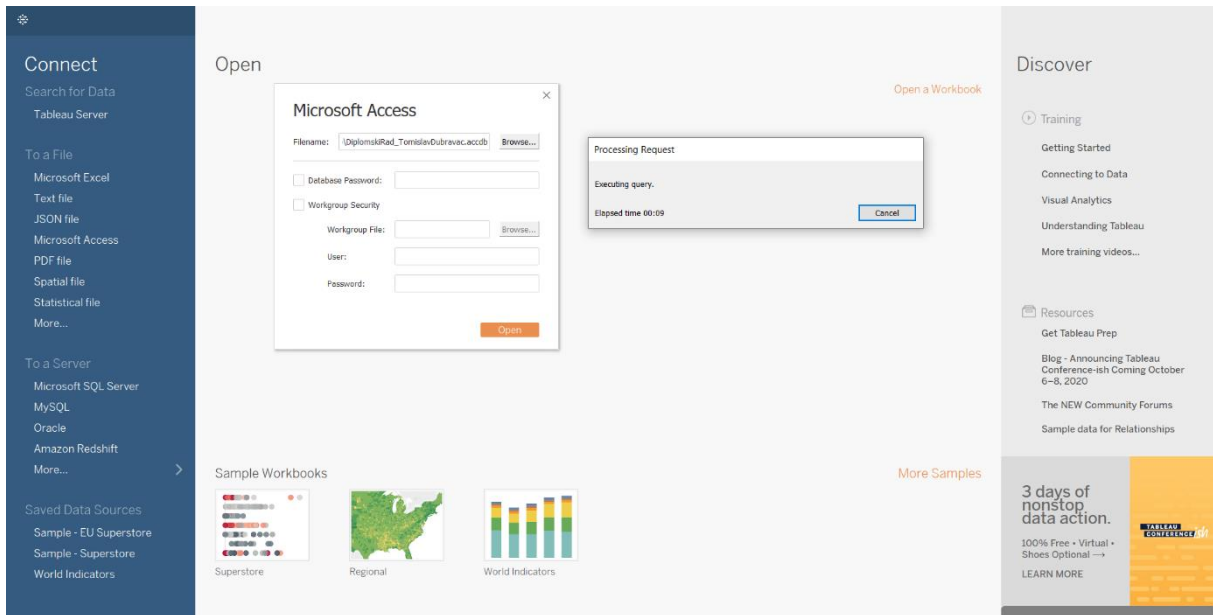 Connect
Search for Data
Tableau Server
To a File
Microsoft Excel
Text file
JSON file
Microsoft Access
PDF file
Spatial file
Statistical file
More...
To a Server
Microsoft SQL Server
MySQL
Oracle
Amazon Redshift
More...
Saved Data Sources
Sample - EU Superstore
Sample - Superstore
World Indicators
Open
Open a Workbook
Microsoft Access
Filename: \DiplomskiRad_TomislavDubravac.accdb Browse...
Database Password:
Workgroup Security
Workgroup File: Browse...
User:
Password:
Open
Processing Request
Executing query.
Elapsed time 00:09
Cancel
Sample Workbooks
More Samples
Superstore
Regional
World Indicators
Discover
Training
Getting Started
Connecting to Data
Visual Analytics
Understanding Tableau
More training videos...
Resources
Get Tableau Prep
Blog - Announcing Tableau
Conference-ish Coming October
6-8, 2020
The NEW Community Forums
Sample data for Relationships
3 days of
nonstop
data action.
100% Free • Virtual •
Shoes Optional →
LEARN MORE
TABLEAU
CONFERENCE ish